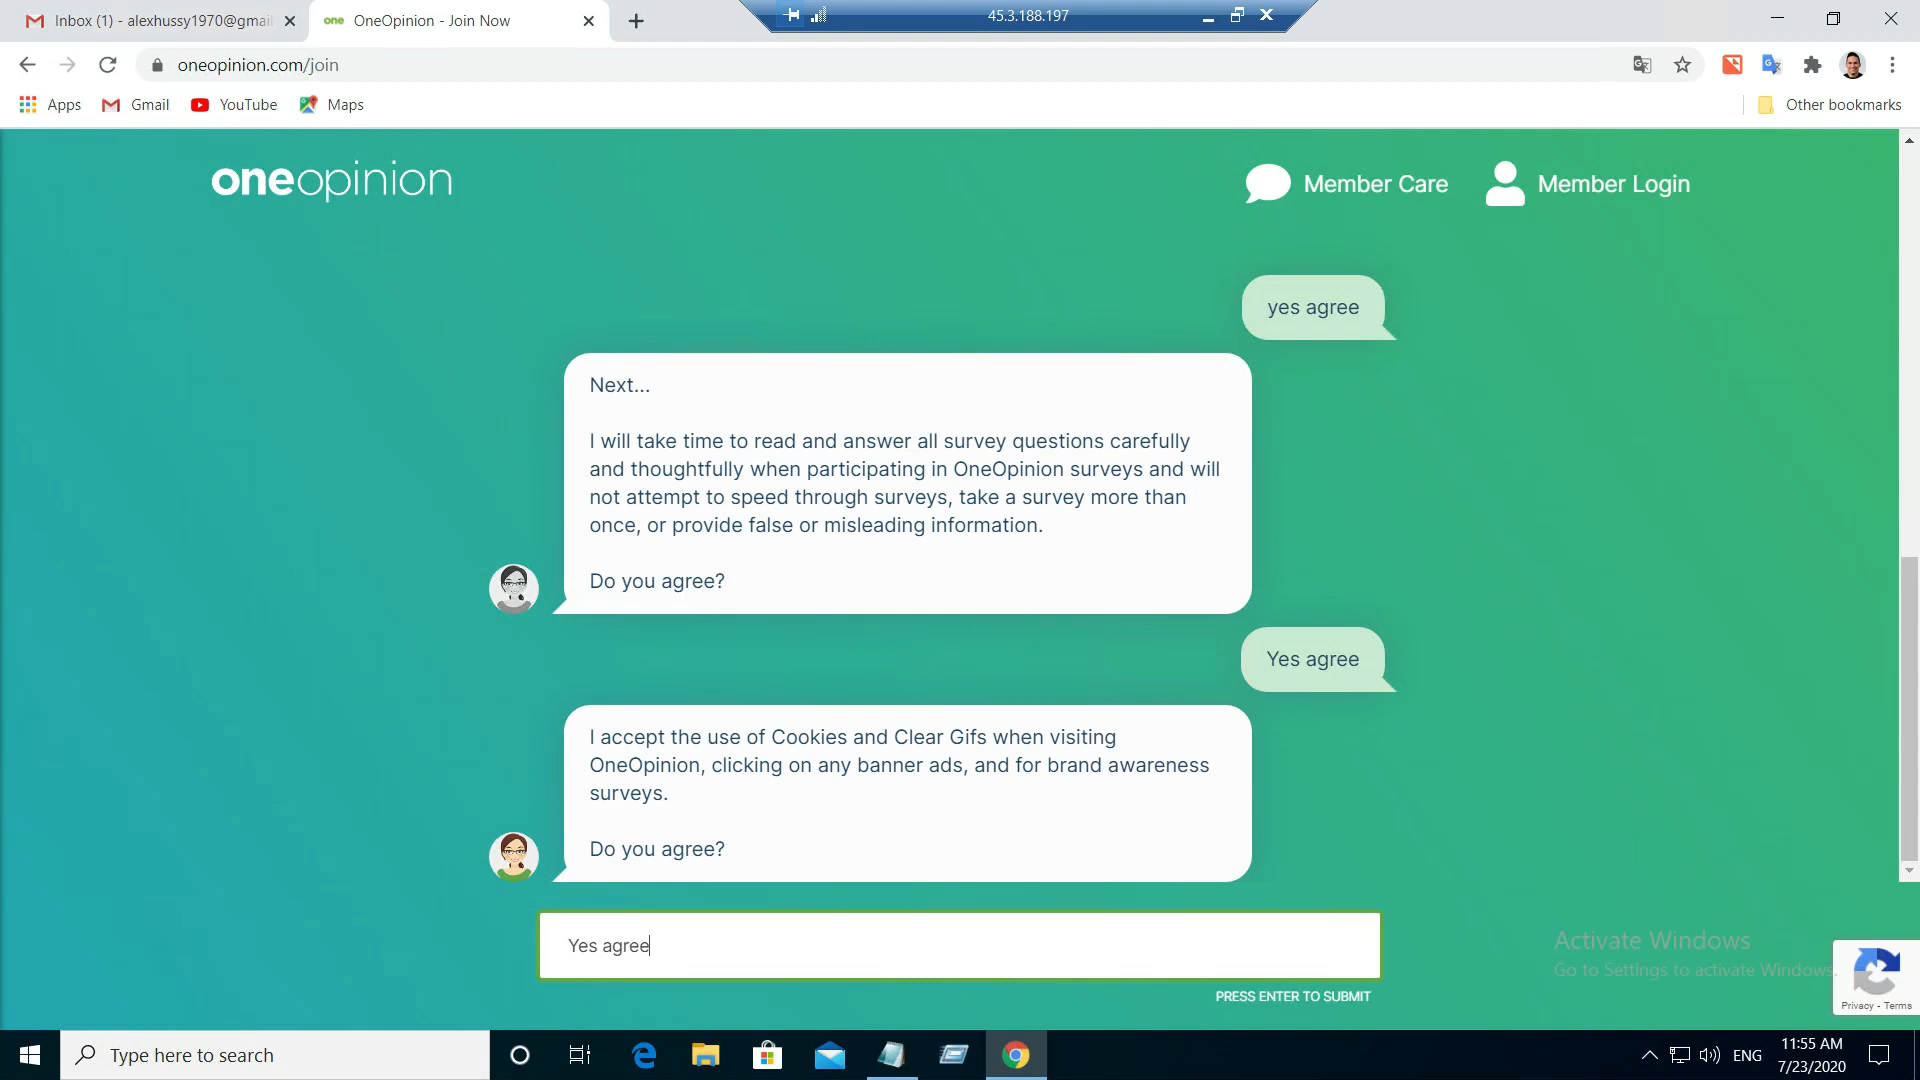 Inbox (1) - alexhussy1970@gmai
one OneOpinion - Join Now
45.3.188.197
oneopinion.com/join
Apps
Gmail
YouTube
Maps
Other bookmarks
oneopinion
Member Care
Member Login
yes agree
Next...
I will take time to read and answer all survey questions carefully
and thoughtfully when participating in OneOpinion surveys and will
not attempt to speed through surveys, take a survey more than
once, or provide false or misleading information.
Do you agree?
Yes agree
I accept the use of Cookies and Clear Gifs when visiting
OneOpinion, clicking on any banner ads, and for brand awareness
surveys.
Do you agree?
Yes agree
PRESS ENTER TO SUBMIT
Activate Windows
Go to Settings to activate Windows.
Privacy - Terms
Type here to search
ENG
11:55 AM
7/23/2020